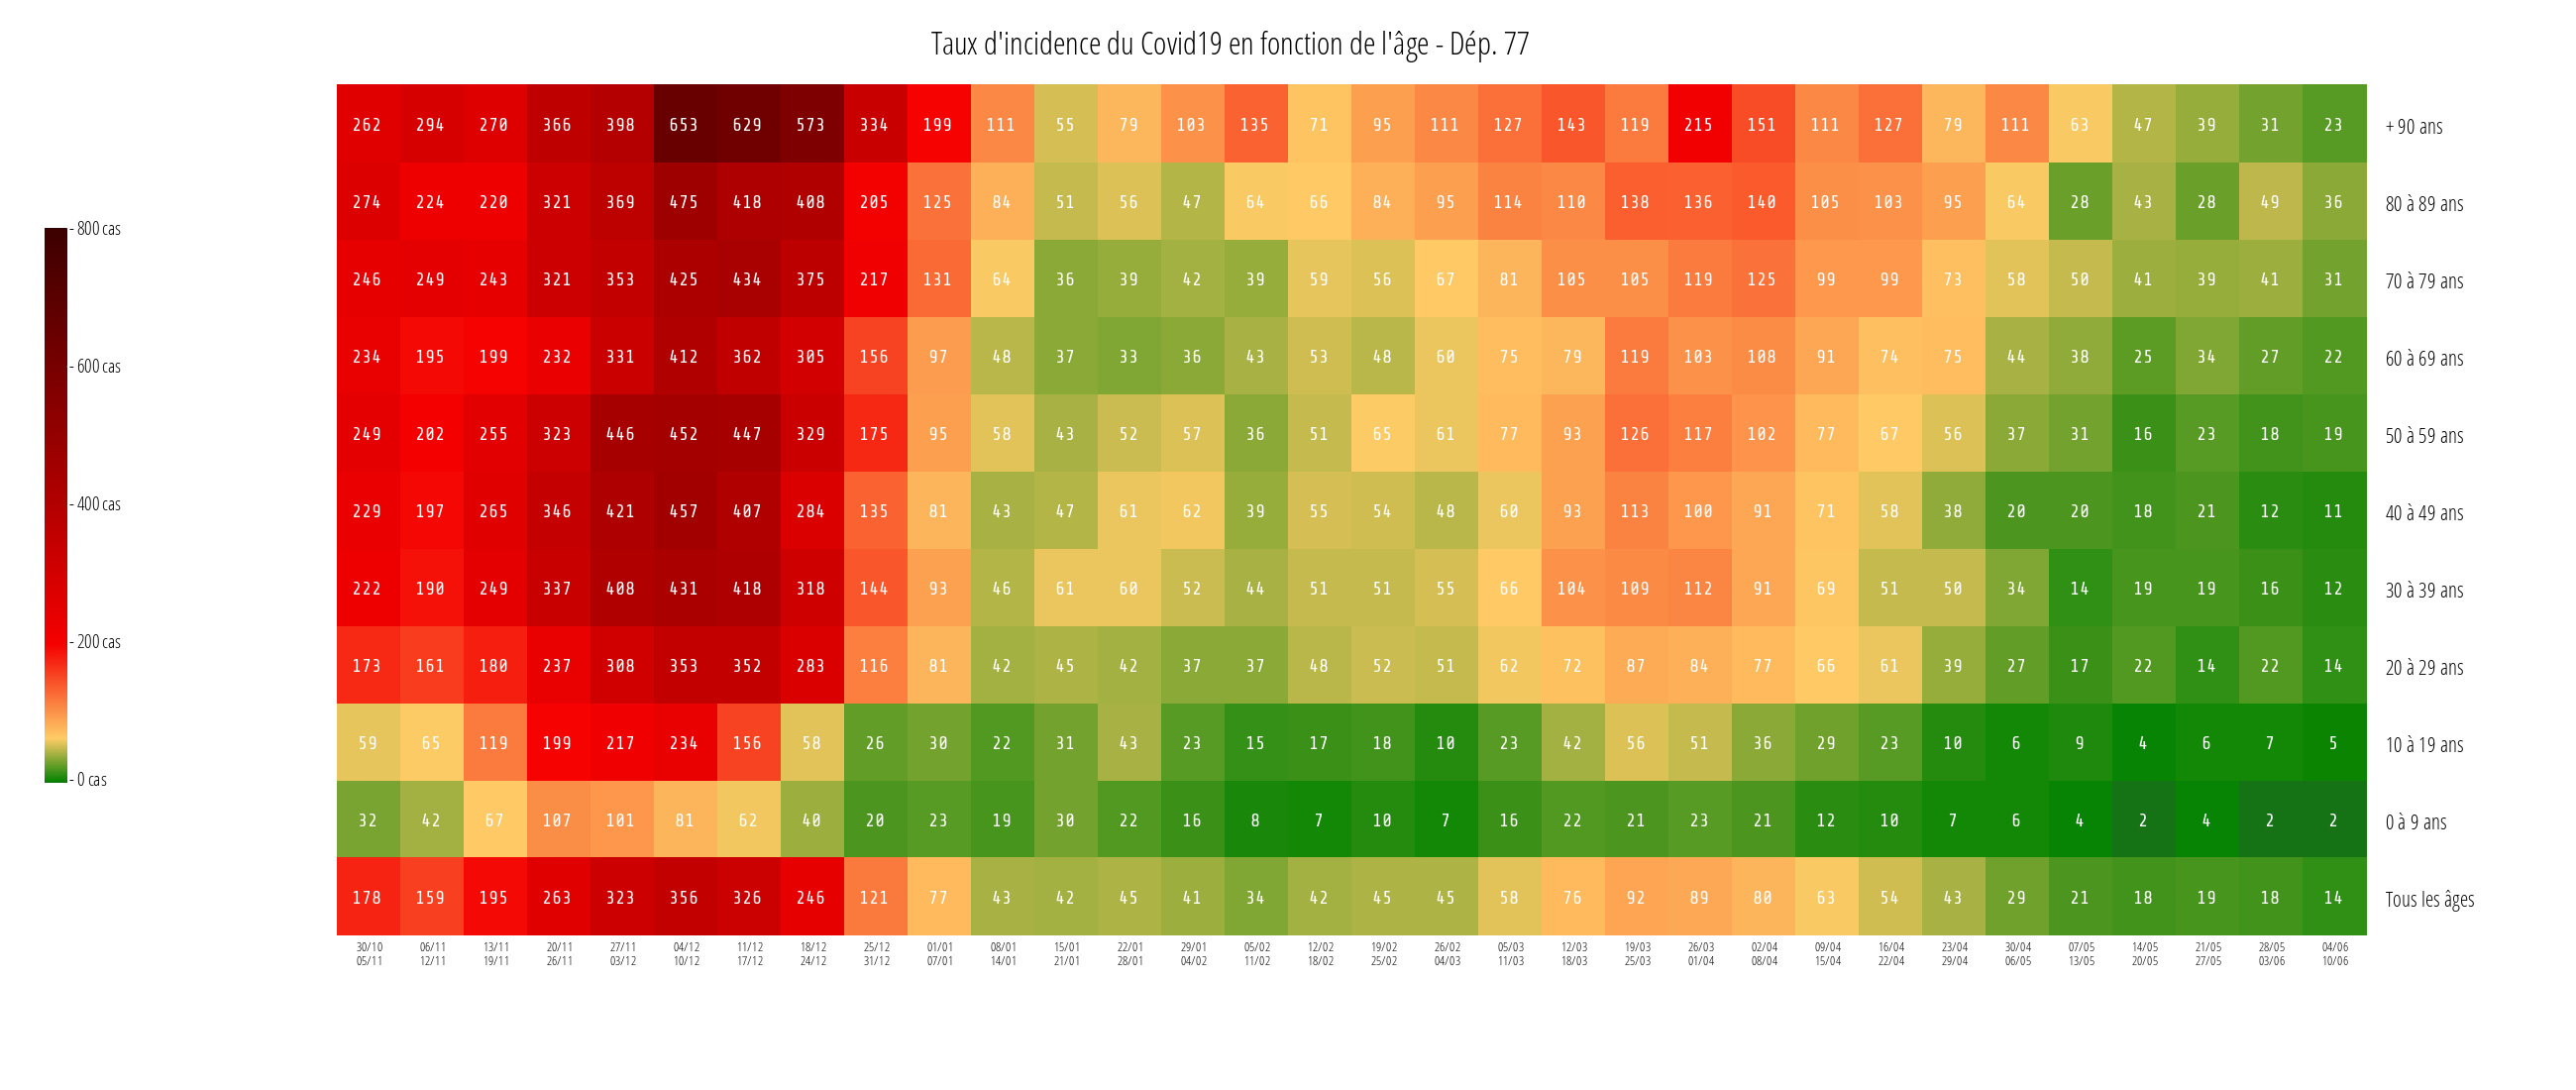 Taux d'incidence du Covid19 en fonction de l'âge - Dép. 77
262 294 270 366 398 653 629 573 334 199 111 55 79 103 135 71 95 111 127 143 119 215 151 111 127 79 111 63 47 39 31 23 + 90 ans
274 224 220 321 369 475 418 408 205 125 84 51 56 47 64 66 84 95 114 110 138 136 140 105 103 95 64 28 43 28 49 36 80 à 89 ans
- 800 cas
246 249 243 321 353 425 434 375 217 131 64 36 39 42 39 59 56 67 81 105 105 119 125 99 99 73 58 50 41 39 41 31 70 à 79 ans
234 195 199 232 331 412 362 305 156 97 48 37 33 36 43 53 48 60 75 79 119 103 108 91 74 75 44 38 25 34 27 22 60 à 69 ans
- 600 cas
249 202 255 323 446 452 447 329 175 95 58 43 52 57 36 51 65 61 77 93 126 117 102 77 67 56 37 31 16 23 18 19 50 à 59 ans
- 400 cas
229 197 265 346 421 457 407 284 135 81 43 47 61 62 39 55 54 48 60 93 113 100 91 71 58 38 20 20 18 21 12 11 40 à 49 ans
222 190 249 337 408 431 418 318 144 93 46 61 60 52 44 51 51 55 66 104 109 112 91 69 51 50 34 14 19 19 16 12 30 à 39 ans
- 200 cas
173 161 180 237 308 353 352 283 116 81 42 45 42 37 37 48 52 51 62 72 87 84 77 66 61 39 27 17 22 14 22 14 20 à 29 ans
59 65 119 199 217 234 156 58 26 30 22 31 43 23 15 17 18 10 23 42 56 51 36 29 23 10 6 9 4 6 7 5 10 à 19 ans
- 0 cas
32 42 67 107 101 81 62 40 20 23 19 30 22 16 8 7 10 7 16 22 21 23 21 12 10 7 6 4 2 4 2 2 0 à 9 ans
178 159 195 263 323 356 326 246 121 77 43 42 45 41 34 42 45 45 58 76 92 89 80 63 54 43 29 21 18 19 18 14 Tous les âges
30/10 06/11 13/11 20/11 27/11 04/12 11/12 18/12 25/12 01/01 08/01 15/01 22/01 29/01 05/02 12/02 19/02 26/02 05/03 12/03 19/03 26/03 02/04 09/04 16/04 23/04 30/04 07/05 14/05 21/05 28/05 04/06
05/11 12/11 19/11 26/11 03/12 10/12 17/12 24/12 31/12 07/01 14/01 21/01 28/01 04/02 11/02 18/02 25/02 04/03 11/03 18/03 25/03 01/04 08/04 15/04 22/04 29/04 06/05 13/05 20/05 27/05 03/06 10/06